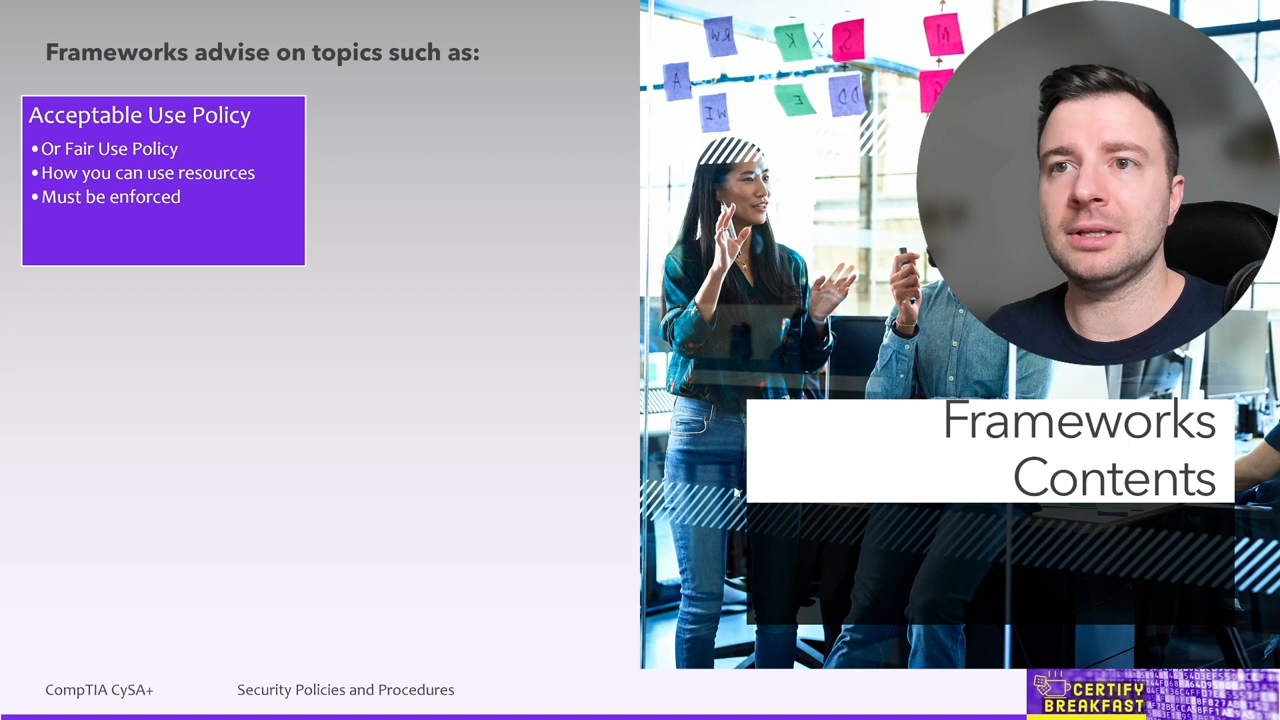 Frameworks advise on topics such as:
Acceptable Use Policy
•Or Fair Use Policy
•How you can use resources
•Must be enforced
Frameworks
Contents
CompTIA CySA+
Security Policies and Procedures
CERTIFY
BREAKFAST